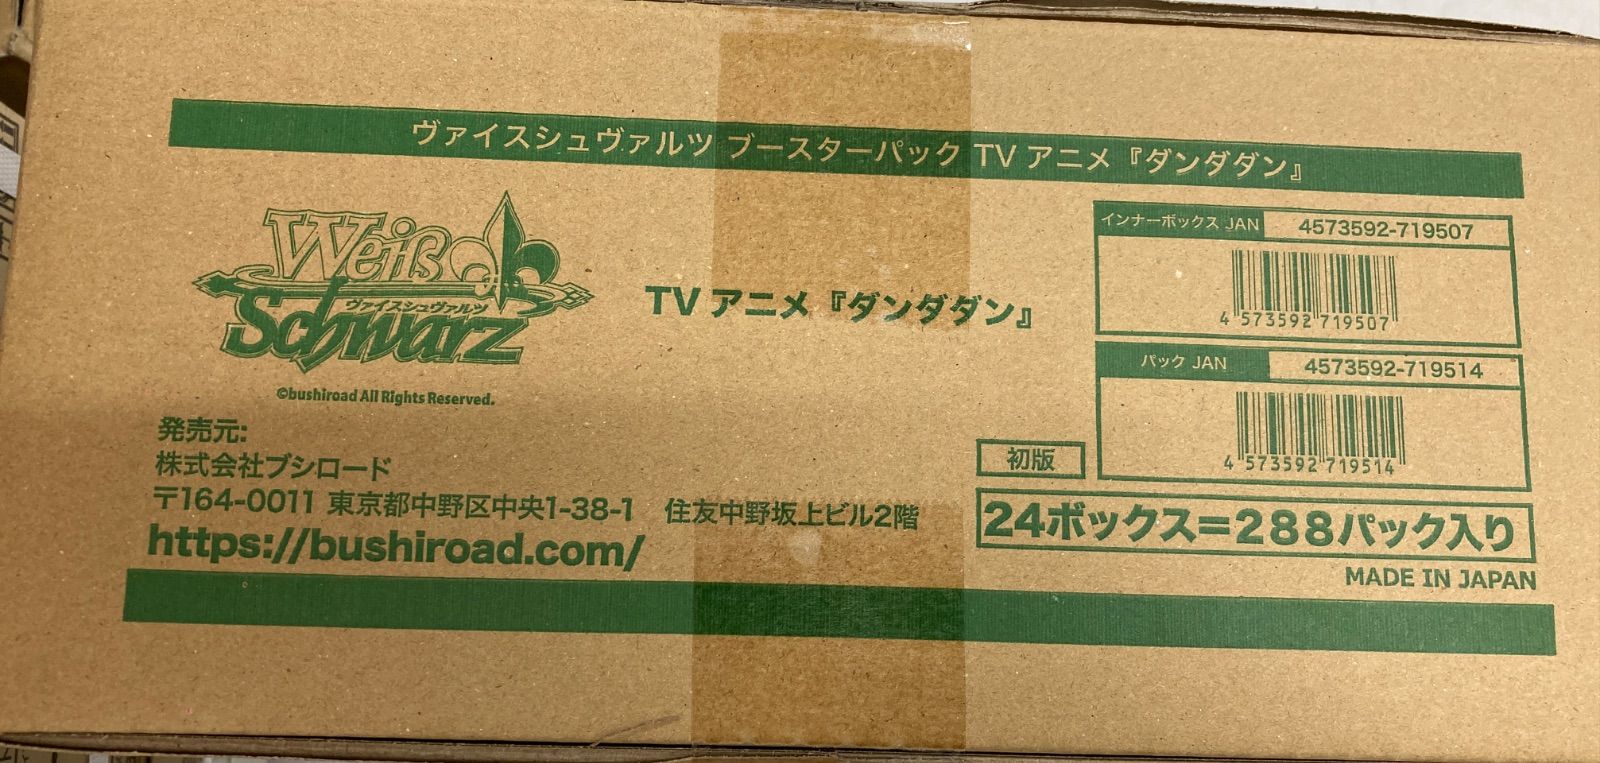 ヴァイスシュヴァルツ ブースターパック TV アニメ『ダンダダン』
Weiß
ヴァイスシュヴァルツ
Schwarz
©bushiroad All Rights Reserved.
TV アニメ『ダンダダン』
インナーボックス JAN 4573592-719507
4 573592 719507
パック JAN 4573592-719514
4 573592 719514
発売元:
株式会社ブシロード
〒164-0011 東京都中野区中央1-38-1 住友中野坂上ビル2階
https://bushiroad.com/
初版
24ボックス=288パック入り
MADE IN JAPAN